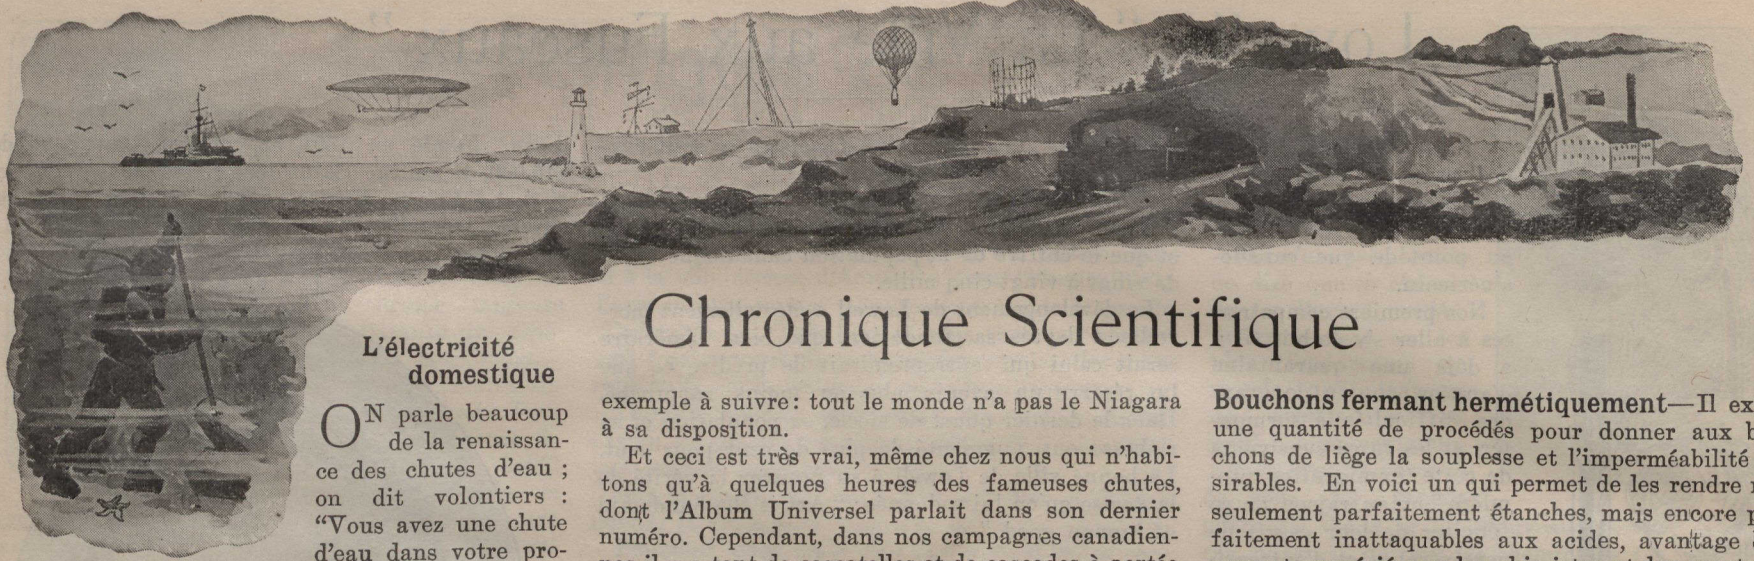 Chronique Scientifique
L'électricité
domestique
ON parle beaucoup
de la renaissan-
ce des chutes d'eau ;
on dit volontiers :
"Vous avez une chute
d'eau dans votre pro-
exemple à suivre: tout le monde n'a pas le Niagara
à sa disposition.
Et ceci est très vrai, même chez nous qui n'habi-
tons qu'à quelques heures des fameuses chutes,
dont l'Album Universel parlait dans son dernier
numéro. Cependant, dans nos campagnes canadien-
Bouchons fermant hermétiquement—Il ex
une quantité de procédés pour donner aux b
chons de liège la souplesse et l'imperméabilité
sirables. En voici un qui permet de les rendre
seulement parfaitement étanches, mais encore p
faitement inattaquables aux acides, avantage